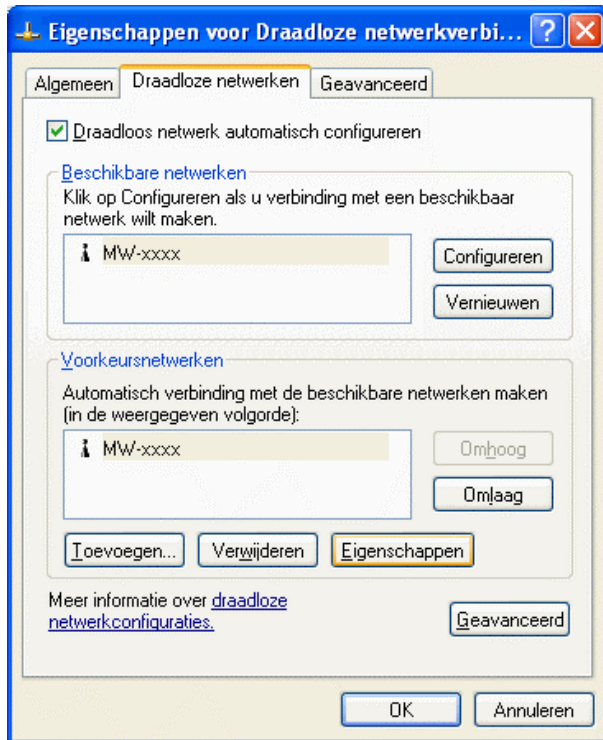 Eigenschappen voor Draadloze netwerkverbi...
Algemeen
Draadloze netwerken
Geavanceerd
Draadloos netwerk automatisch configureren
Beschikbare netwerken
Klik op Configureren als u verbinding met een beschikbaar
netwerk wilt maken.
MW-xxxx
Configureren
Vernieuwen
Voorkeursnetwerken
Automatisch verbinding met de beschikbare netwerken maken
(in de weergegeven volgorde):
MW-xxxx
Omhoog
Omlaag
Toevoegen...
Verwijderen
Eigenschappen
Meer informatie over draadloze
netwerkconfiguraties.
Geavanceerd
OK
Annuleren